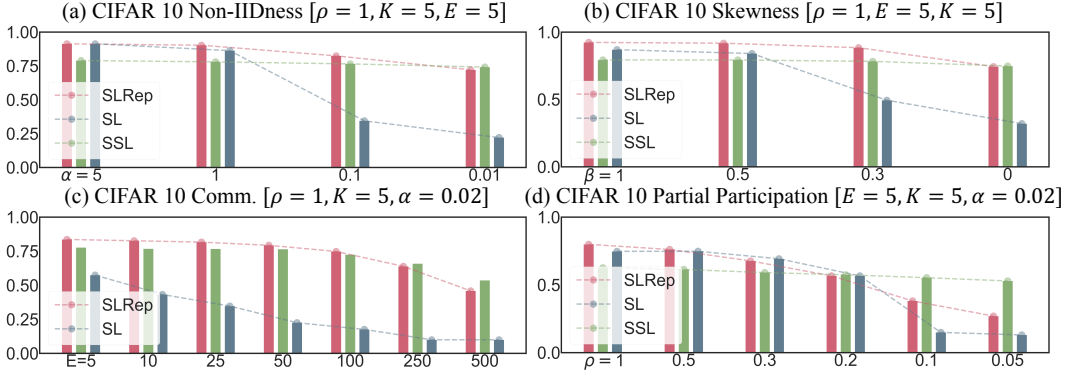 (a) CIFAR 10 Non-IIDness [ρ = 1, K = 5, E = 5]
1.00
0.75
0.50
0.25
0.00
SLRep
SL
SSL
α = 5 1 0.1 0.01
(b) CIFAR 10 Skewness [ρ = 1, E = 5, K = 5]
1.0
0.5
0.0
SLRep
SL
SSL
β = 1 0.5 0.3 0
(c) CIFAR 10 Comm. [ρ = 1, K = 5, α = 0.02]
1.00
0.75
0.50
0.25
0.00
SLRep
SL
E=5 10 25 50 100 250 500
(d) CIFAR 10 Partial Participation [E = 5, K = 5, α = 0.02]
1.00
0.75
0.50
0.25
0.00
SLRep
SL
SSL
ρ = 1 0.5 0.3 0.2 0.1 0.05